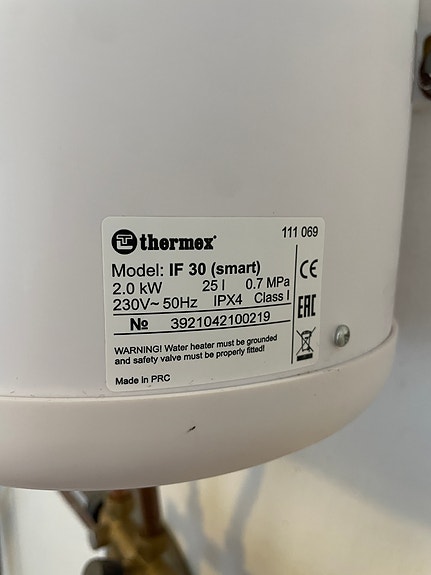 thermex® 111 069
Model: IF 30 (smart)
2.0 kW 25 l 0.7 MPa
230V~ 50Hz IPX4 Class I
№ 3921042100219
WARNING! Water heater must be grounded
and safety valve must be properly fitted!
Made in PRC
CE
EAC